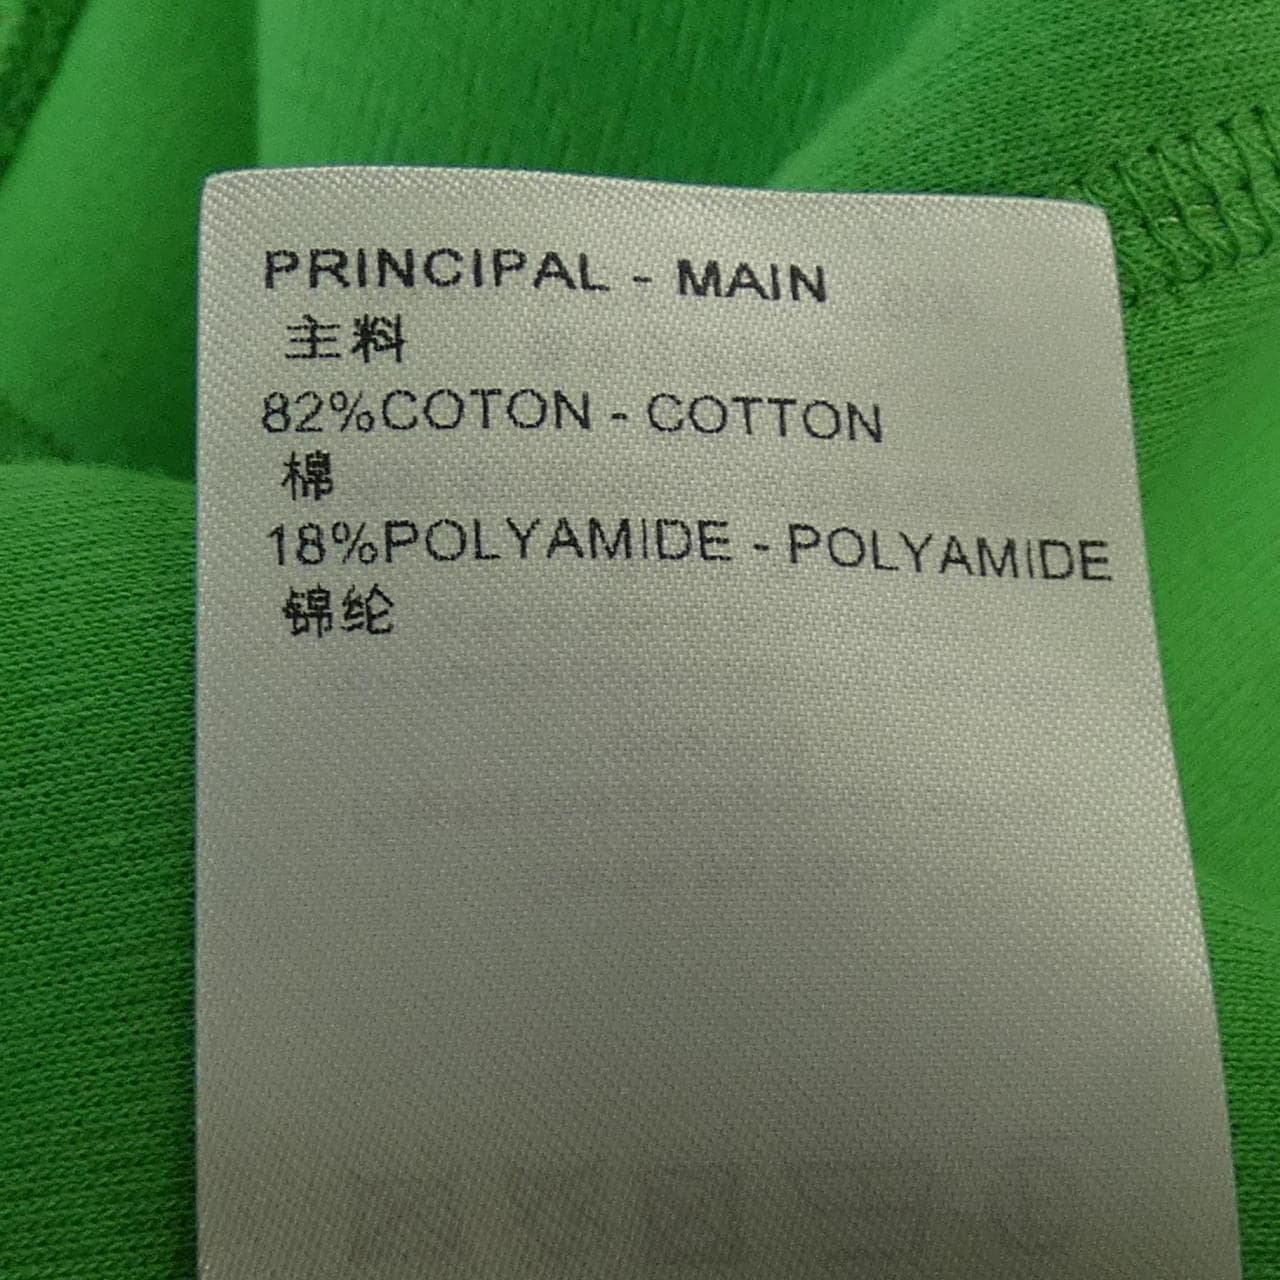 PRINCIPAL - MAIN
主料
82%COTON - COTTON
棉
18%POLYAMIDE - POLYAMIDE
锦纶